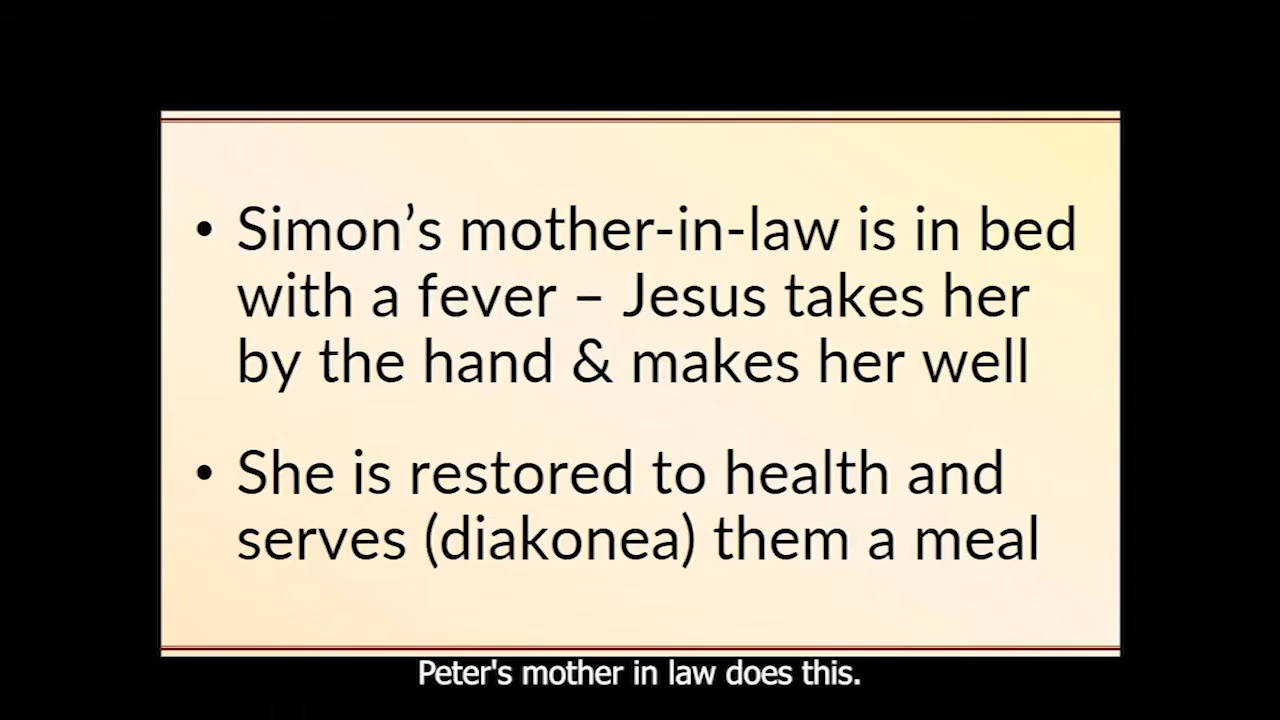 • Simon’s mother-in-law is in bed
with a fever – Jesus takes her
by the hand & makes her well
• She is restored to health and
serves (diakonea) them a meal
Peter's mother in law does this.